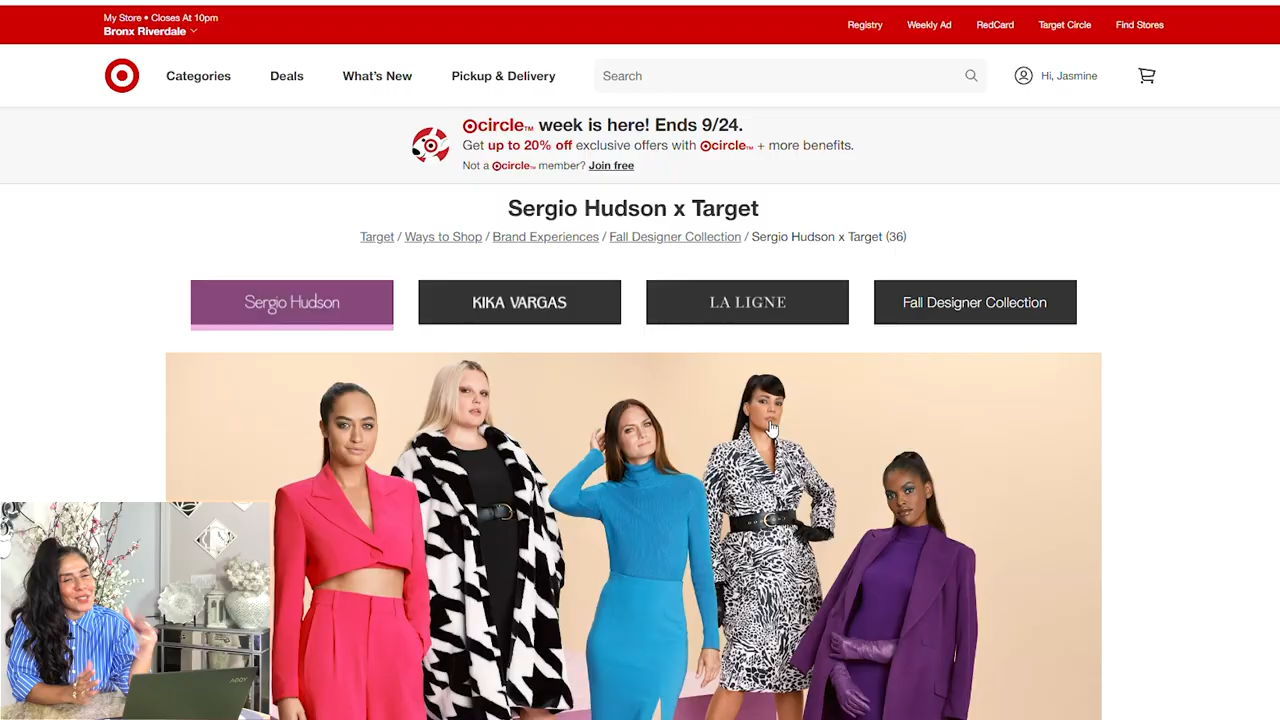 My Store • Closes At 10pm
Bronx Riverdale
Registry
Weekly Ad
RedCard
Target Circle
Find Stores
Categories
Deals
What's New
Pickup & Delivery
Search
Hi, Jasmine
circle™ week is here! Ends 9/24.
Get up to 20% off exclusive offers with circle™ + more benefits.
Not a circle™ member? Join free
Sergio Hudson x Target
Target / Ways to Shop / Brand Experiences / Fall Designer Collection / Sergio Hudson x Target (36)
Sergio Hudson
KIKA VARGAS
LA LIGNE
Fall Designer Collection